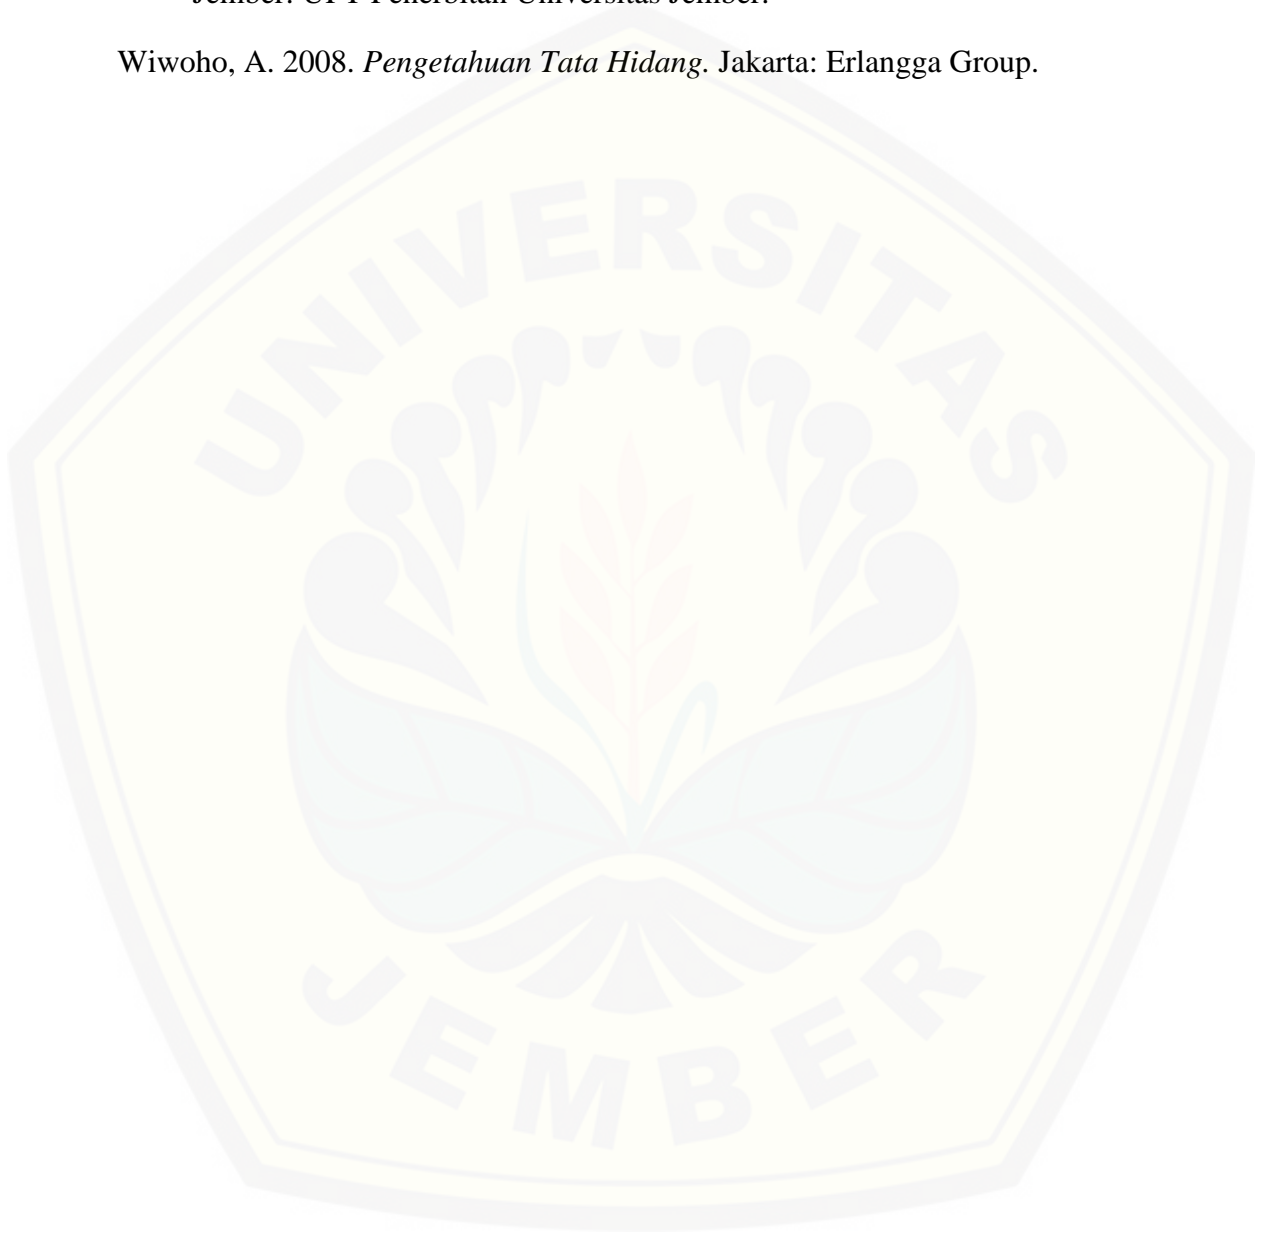 Jember: UPT Penerbitan Universitas Jember.
Wiwoho, A. 2008. Pengetahuan Tata Hidang. Jakarta: Erlangga Group.
UNIVERSITAS
JEMBER